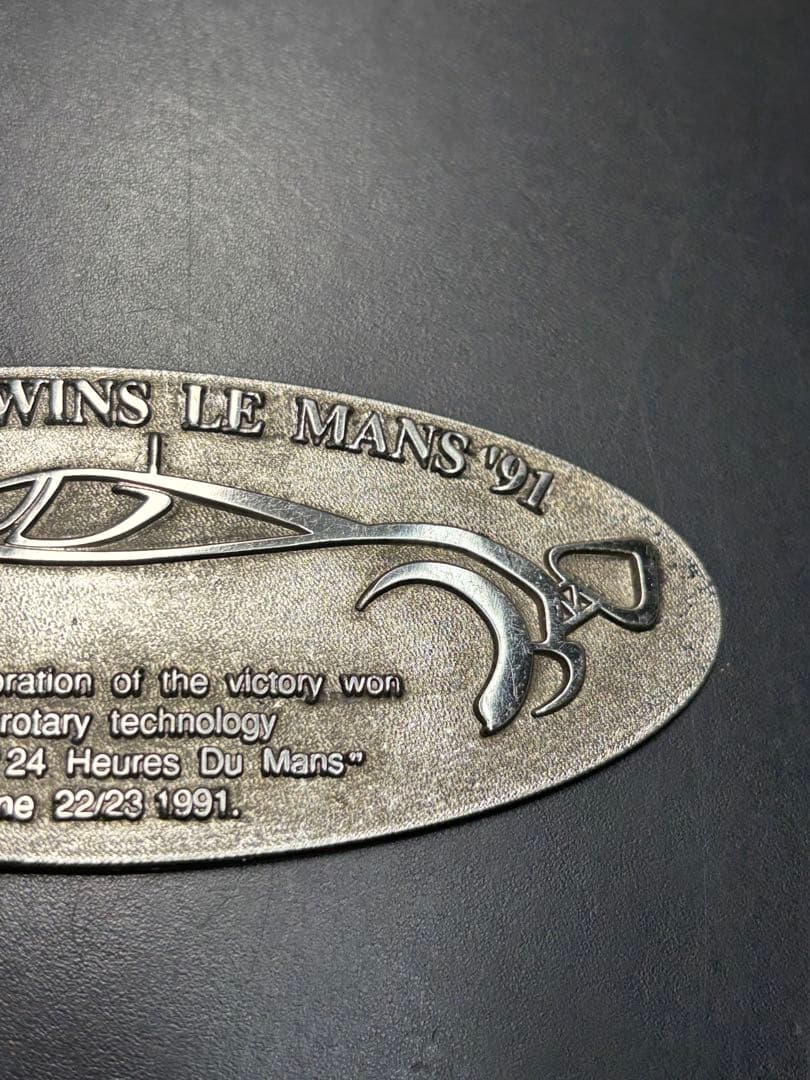 WINS LE MANS '91
oration of the victory won
rotary technology
24 Heures Du Mans"
ne 22/23 1991.